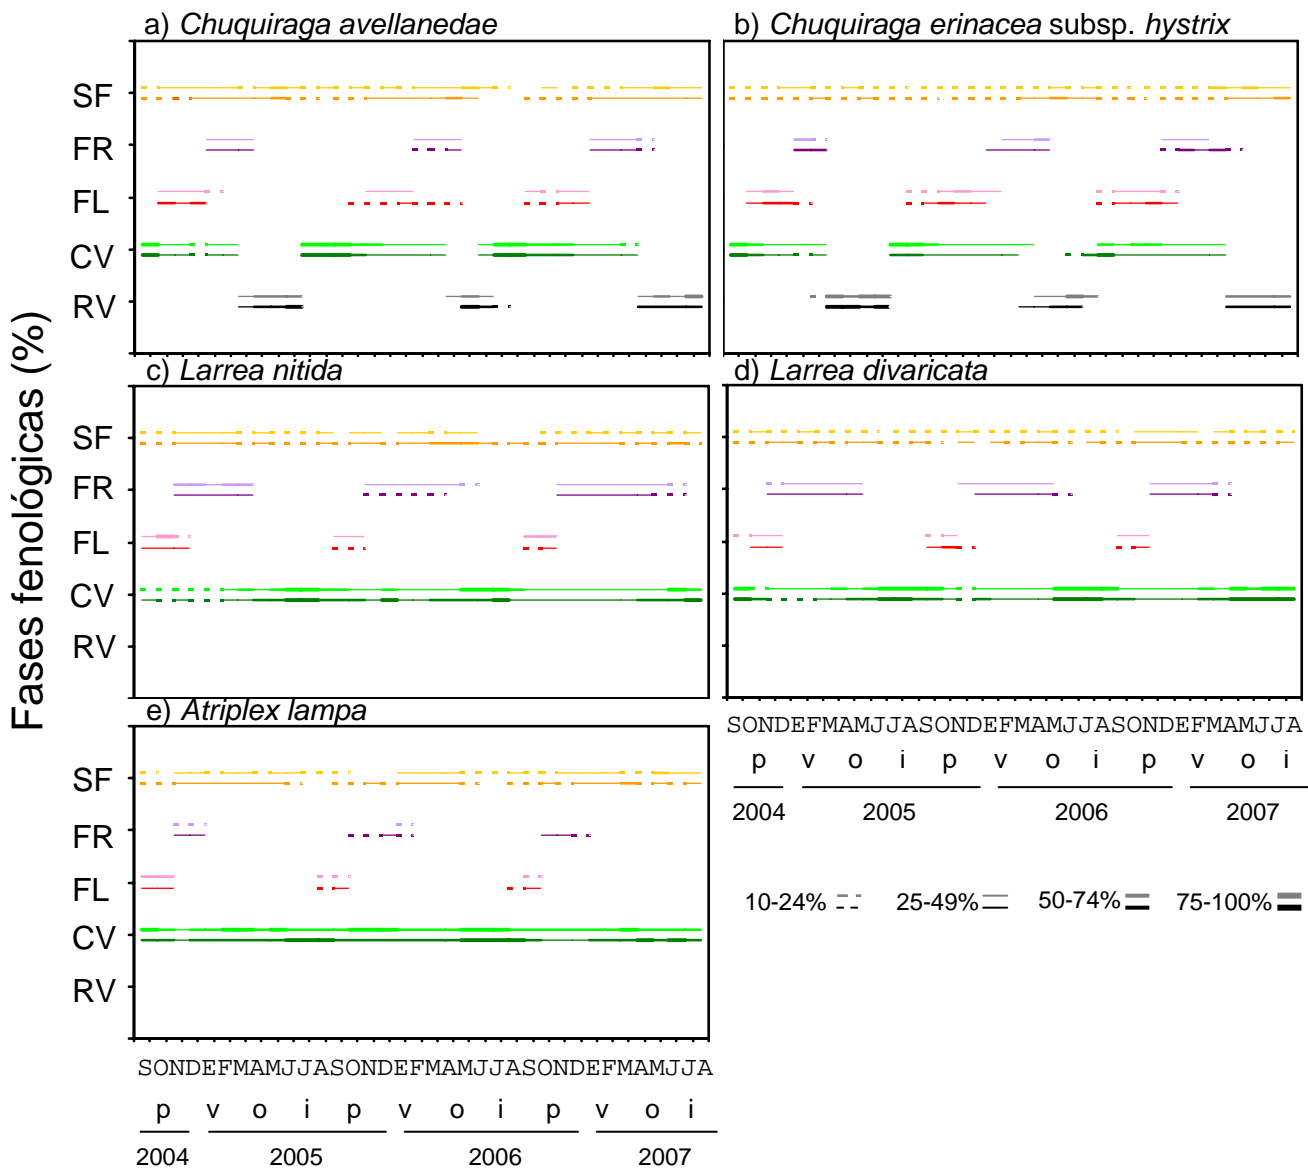 a) Chuquiraga avellanedae
b) Chuquiraga erinacea subsp. hystrix
Fases fenológicas (%)
SF
FR
FL
CV
RV
c) Larrea nitida
d) Larrea divaricata
SF
FR
FL
CV
RV
e) Atriplex lampa
SF
FR
FL
CV
RV
SONDEFMAMJJASONDEFMAMJJASONDEFMAMJJA
p v o i p v o i p v o i
2004 2005 2006 2007
10-24% 25-49% 50-74% 75-100%
SONDEFMAMJJASONDEFMAMJJASONDEFMAMJJA
p v o i p v o i p v o i
2004 2005 2006 2007